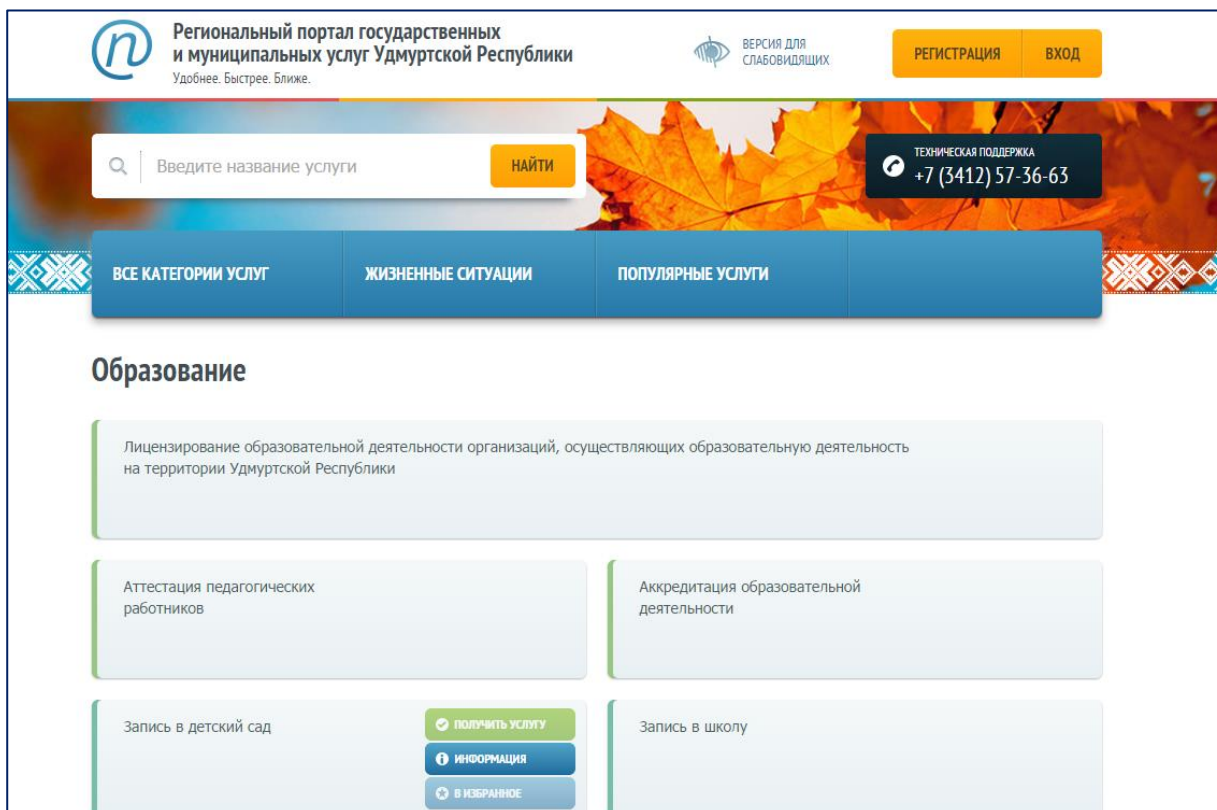 Региональный портал государственных
и муниципальных услуг Удмуртской Республики
Удобнее. Быстрее. Ближе.
ВЕРСИЯ ДЛЯ
СЛАБОВИДЯЩИХ
РЕГИСТРАЦИЯ
ВХОД
Введите название услуги
НАЙТИ
ТЕХНИЧЕСКАЯ ПОДДЕРЖКА
+7 (3412) 57-36-63
ВСЕ КАТЕГОРИИ УСЛУГ
ЖИЗНЕННЫЕ СИТУАЦИИ
ПОПУЛЯРНЫЕ УСЛУГИ
Образование
Лицензирование образовательной деятельности организаций, осуществляющих образовательную деятельность
на территории Удмуртской Республики
Аттестация педагогических
работников
Аккредитация образовательной
деятельности
Запись в детский сад
ПОЛУЧИТЬ УСЛУГУ
ИНФОРМАЦИЯ
В ИЗБРАННОЕ
Запись в школу